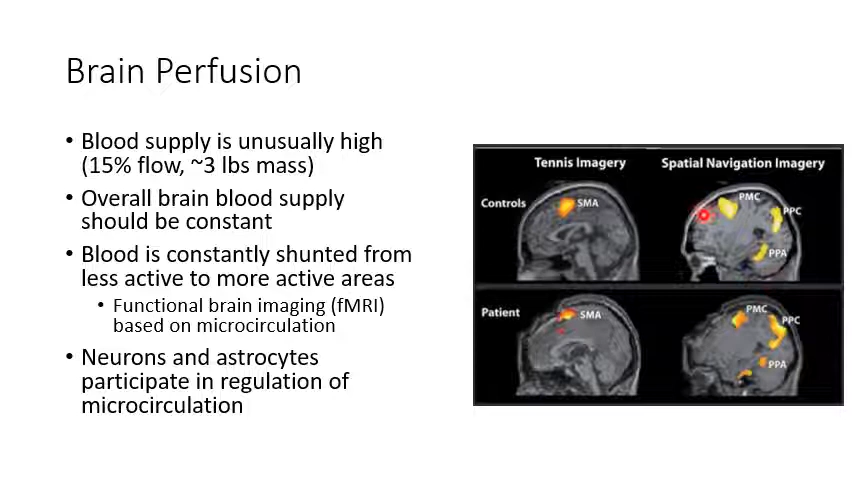 Brain Perfusion
• Blood supply is unusually high
(15% flow, ~3 lbs mass)
• Overall brain blood supply
should be constant
• Blood is constantly shunted from
less active to more active areas
• Functional brain imaging (fMRI)
based on microcirculation
• Neurons and astrocytes
participate in regulation of
microcirculation
Tennis Imagery
Spatial Navigation Imagery
Controls
SMA
PMC
PPC
PPA
Patient
SMA
PMC
PPC
PPA